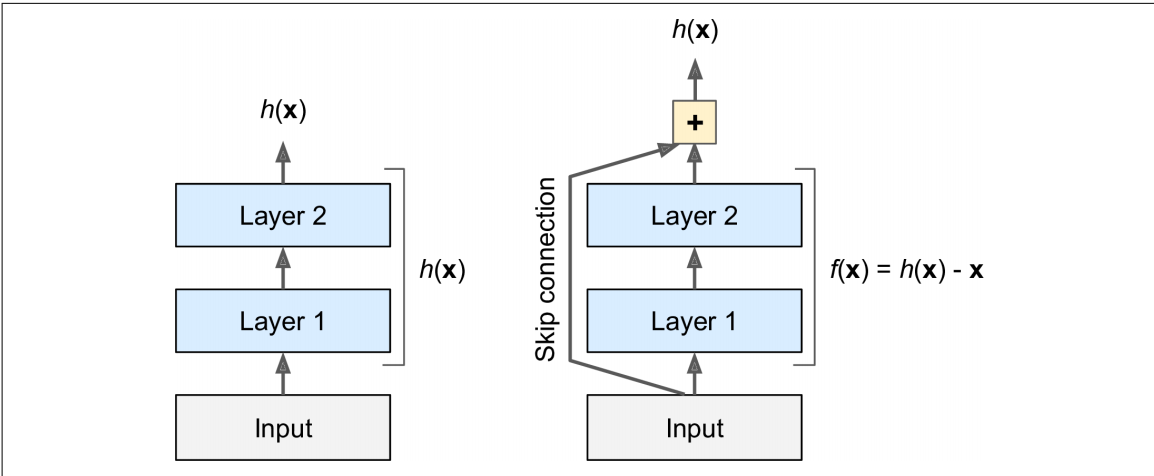 h(x)
Layer 2
Layer 1
Input
h(x)
h(x)
+
Skip connection
Layer 2
Layer 1
Input
f(x) = h(x) - x